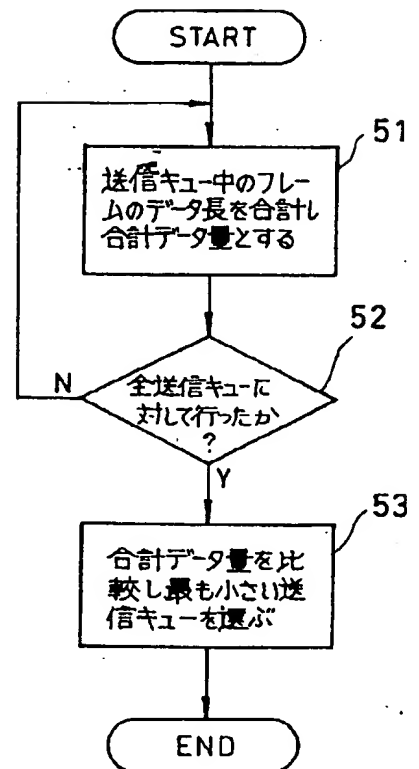 START
51
送信キュー中のフレー
ムのデータ長を合計し
合計データ量とする
52
N
全送信キューに
対して行ったか
?
Y
53
合計データ量を比
較し最も小さい送
信キューを選ぶ
END